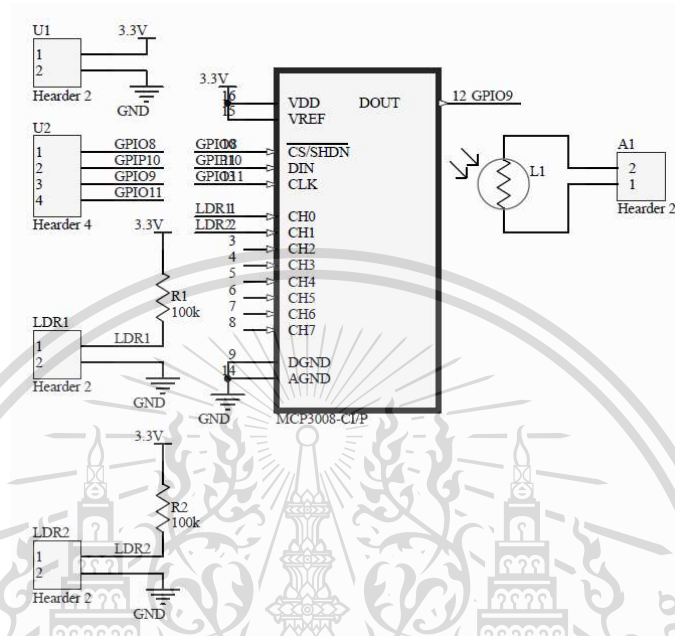 U1
3.3V
1
2
Hearder 2
GND
U2
1 GPIO8
2 GPIP10
3 GPIO9
4 GPIO11
Hearder 4
3.3V
R1
100k
LDR1
1 LDR1
2
Hearder 2
GND
3.3V
R2
100k
LDR2
1 LDR2
2
Hearder 2
GND
3.3V
16 VDD
15 VREF
DOUT 12 GPIO9
CS/SHDN
DIN
CLK
LDR1 CH0
LDR2 CH1
3 CH2
4 CH3
5 CH4
6 CH5
7 CH6
8 CH7
9 DGND
14 AGND
GND
MCP3008-CI/P
L1
A1
2
1
Hearder 2